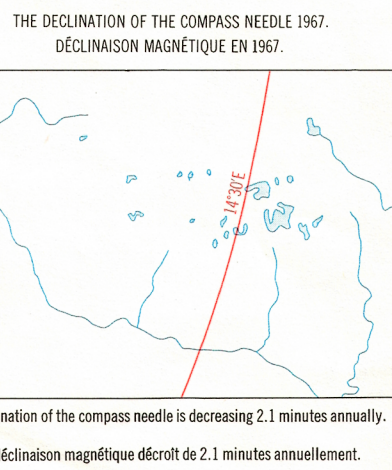 THE DECLINATION OF THE COMPASS NEEDLE 1967.
DÉCLINAISON MAGNÉTIQUE EN 1967.
14°30'E
nation of the compass needle is decreasing 2.1 minutes annually.
éclinaison magnétique décroît de 2.1 minutes annuellement.